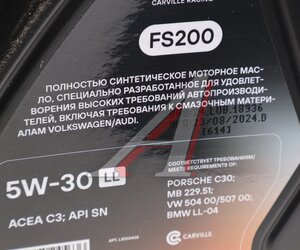 CARVILLE RACING
FS200
ПОЛНОСТЬЮ СИНТЕТИЧЕСКОЕ МОТОРНОЕ МАС-
ЛО, СПЕЦИАЛЬНО РАЗРАБОТАННОЕ ДЛЯ УДОВЛЕТ-
ВОРЕНИЯ ВЫСОКИХ ТРЕБОВАНИЙ АВТОПРОИЗВОДИ-
ТЕЛЕЙ, ВКЛЮЧАЯ ТРЕБОВАНИЯ К СМАЗОЧНЫМ МАТЕРИ-
АЛАМ VOLKSWAGEN/AUDI.
23/08/2024.D
[614]
5W-30 LL
ACEA C3; API SN
СООТВЕТСТВУЕТ ТРЕБОВАНИЯМ/
MEETS REQUIREMENTS
PORSCHE C30;
MB 229.51;
VW 504 00/507 00;
BMW LL-04
CARVILLE